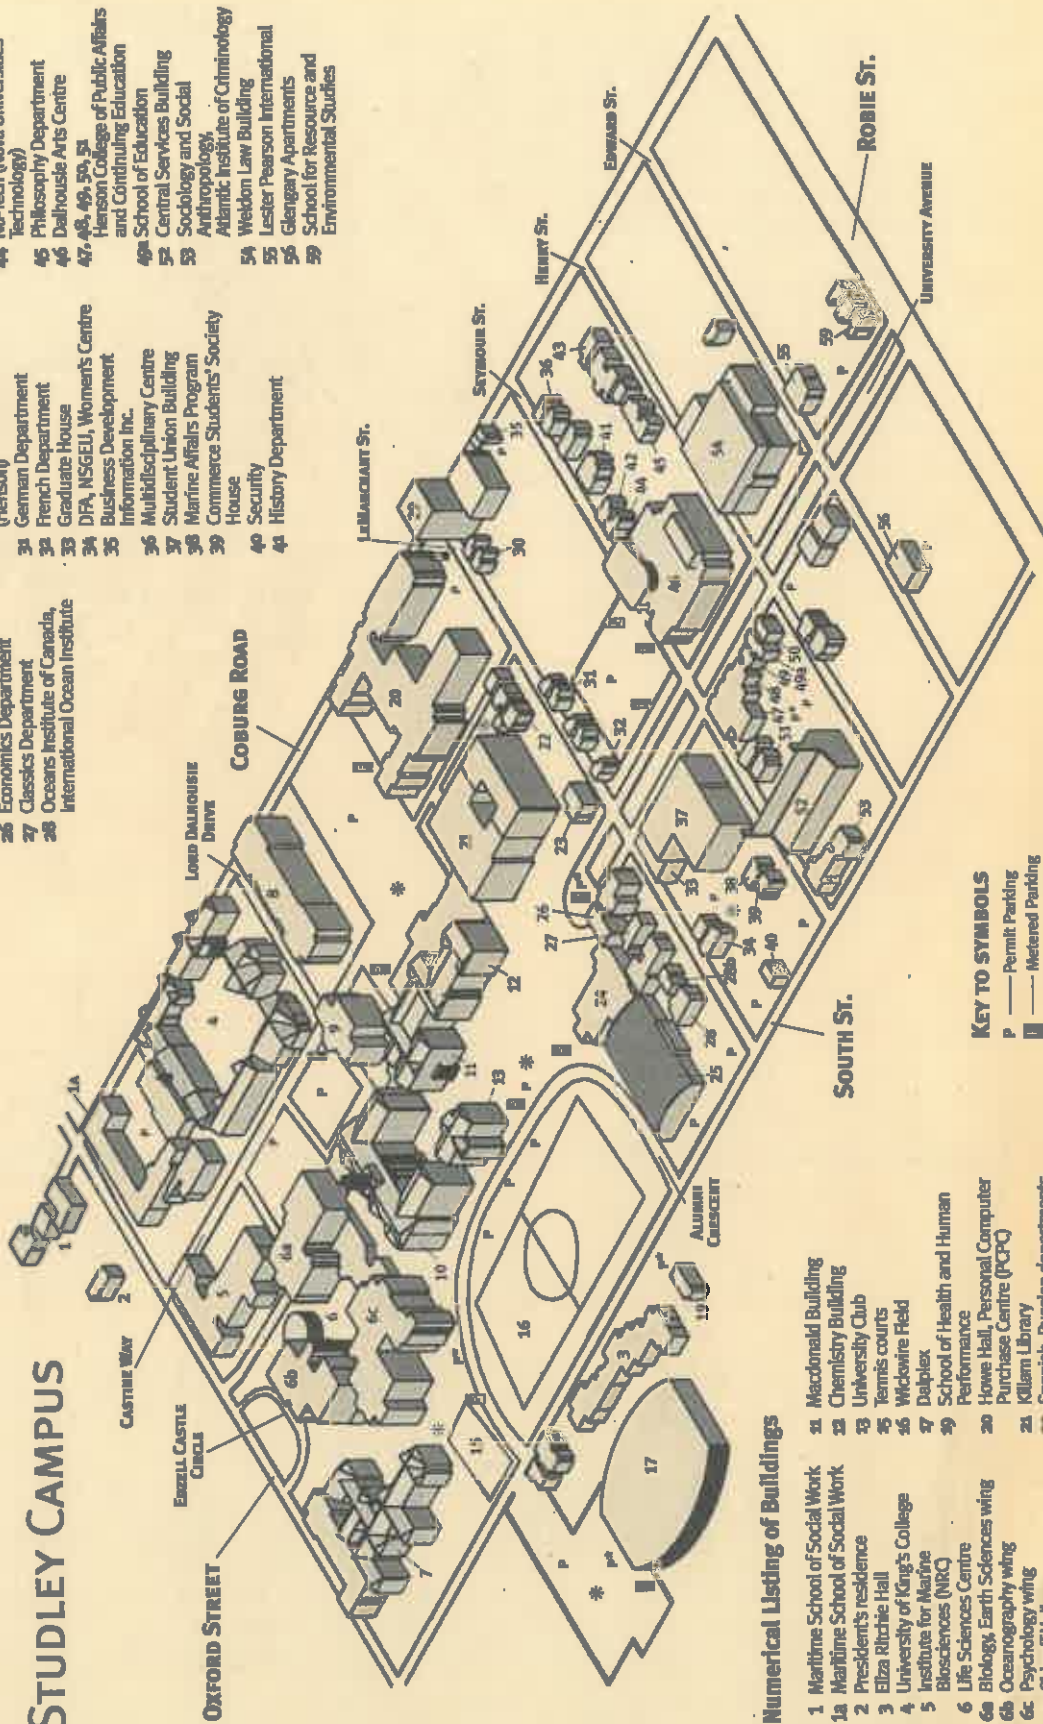 STUDLEY CAMPUS
OXFORD STREET
EDZELL CASTLE
CIRCLE
CASTINE WAY
LORD DALHOUSIE
DRIVE
COBURG ROAD
LEMARCHANT ST.
SEYMOUR ST.
HENRY ST.
EDWARD ST.
ROBIE ST.
UNIVERSITY AVENUE
SOUTH ST.
ALUMNI
CRESCENT
KEY TO SYMBOLS
P — Permit Parking
Metered Parking
Numerical Listing of Buildings
1 Maritime School of Social Work
1a Maritime School of Social Work
2 President's residence
3 Eliza Ritchie Hall
4 University of King's College
5 Institute for Marine
Biosciences (NRC)
6 Life Sciences Centre
6a Biology, Earth Sciences wing
6b Oceanography wing
6c Psychology wing
11 Macdonald Building
12 Chemistry Building
13 University Club
15 Tennis courts
16 Wickwire Field
17 Dalplex
19 School of Health and Human
Performance
20 Howe Hall, Personal Computer
Purchase Centre (PCPC)
21 Killam Library
26 Economics Department
27 Classics Department
28 Oceans Institute of Canada,
International Ocean Institute
(Henson)
31 German Department
32 French Department
33 Graduate House
34 DFA, NSGEU, Women's Centre
35 Business Development
Information Inc.
36 Multidisciplinary Centre
37 Student Union Building
38 Marine Affairs Program
39 Commerce Students' Society
House
40 Security
41 History Department
Technology)
45 Philosophy Department
46 Dalhousie Arts Centre
47, 48, 49, 50, 51
Henson College of Public Affairs
and Continuing Education
49a School of Education
52 Central Services Building
53 Sociology and Social
Anthropology,
Atlantic Institute of Criminology
54 Weldon Law Building
55 Lester Pearson International
56 Glengary Apartments
59 School for Resource and
Environmental Studies